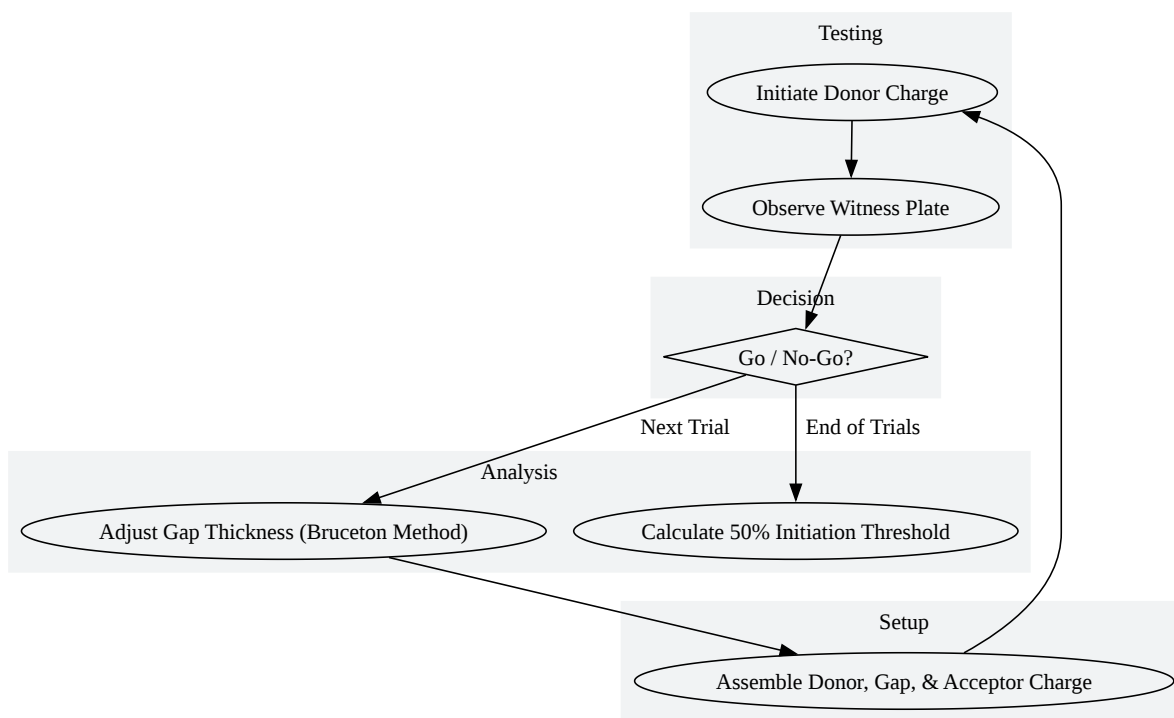 Testing
Initiate Donor Charge
Observe Witness Plate
Decision
Go / No-Go?
Next Trial
End of Trials
Analysis
Adjust Gap Thickness (Bruceton Method)
Calculate 50% Initiation Threshold
Setup
Assemble Donor, Gap, & Acceptor Charge